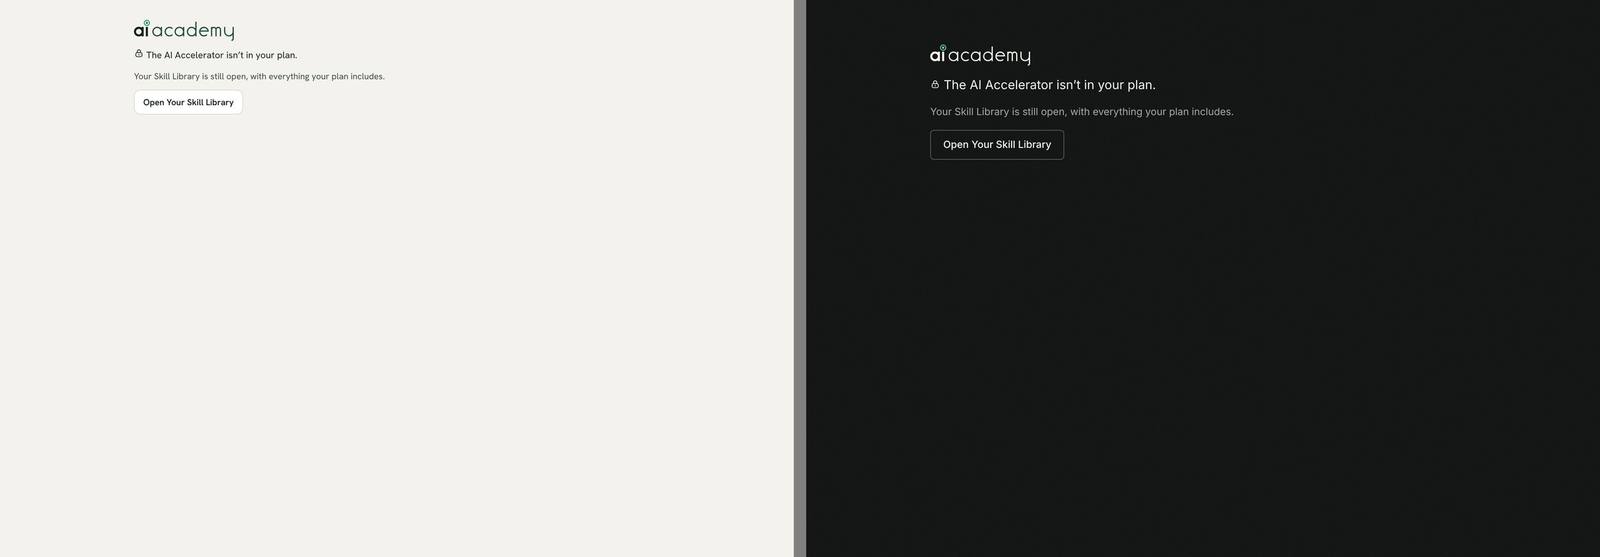 ai academy
The AI Accelerator isn’t in your plan.
Your Skill Library is still open, with everything your plan includes.
Open Your Skill Library
ai academy
The AI Accelerator isn’t in your plan.
Your Skill Library is still open, with everything your plan includes.
Open Your Skill Library